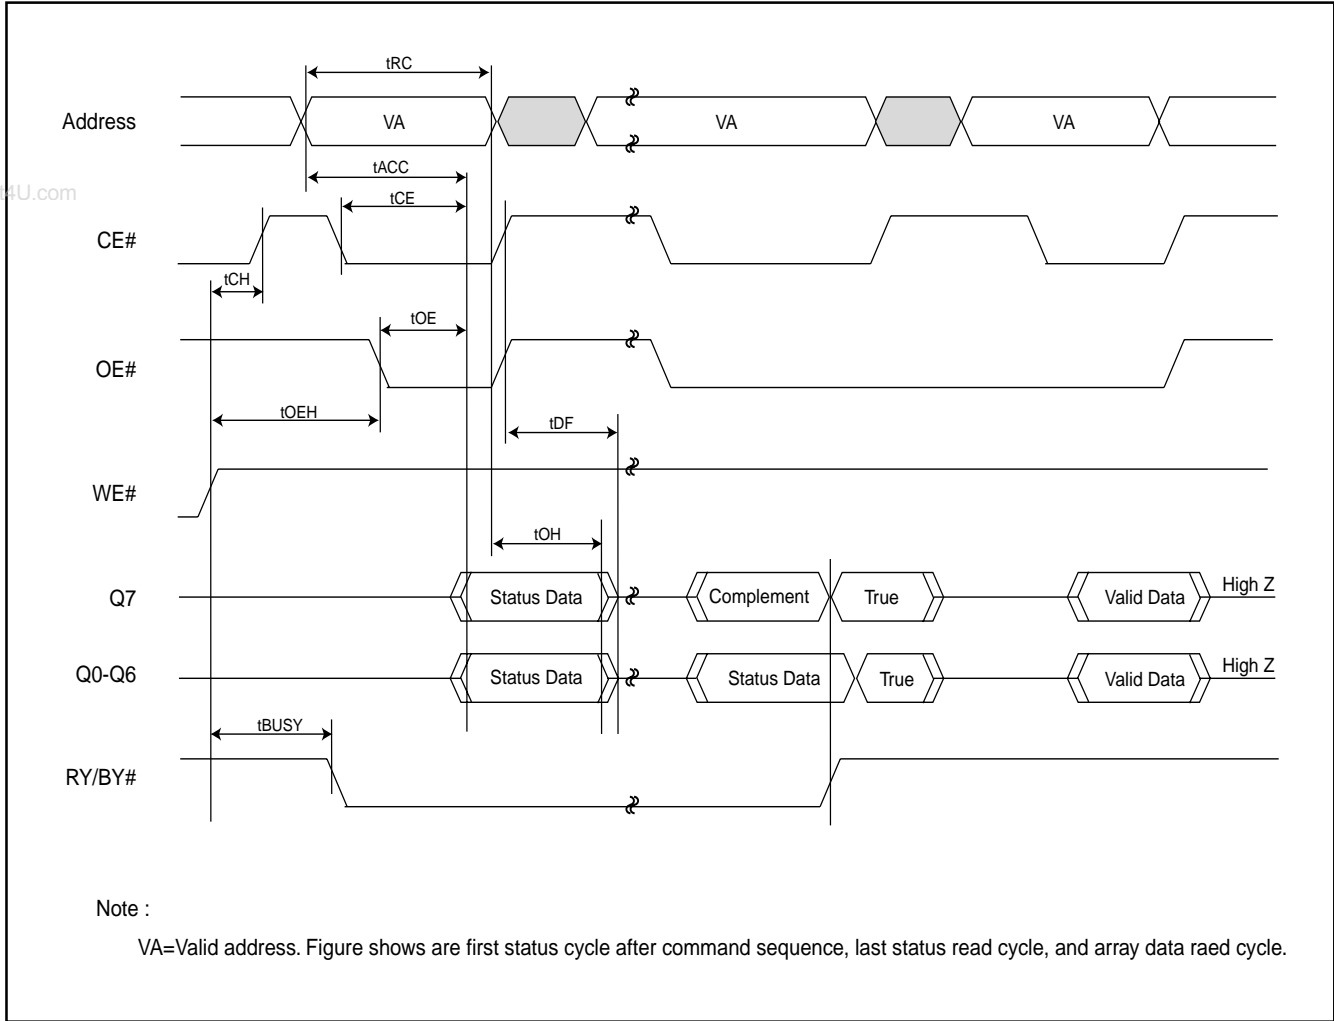 tRC
Address
VA
VA
VA
tACC
t4U.com
tCE
CE#
tCH
tOE
OE#
tOEH
tDF
WE#
tOH
Q7
Status Data
Complement
True
Valid Data
High Z
Q0-Q6
Status Data
Status Data
True
Valid Data
High Z
tBUSY
RY/BY#
Note :
VA=Valid address. Figure shows are first status cycle after command sequence, last status read cycle, and array data raed cycle.